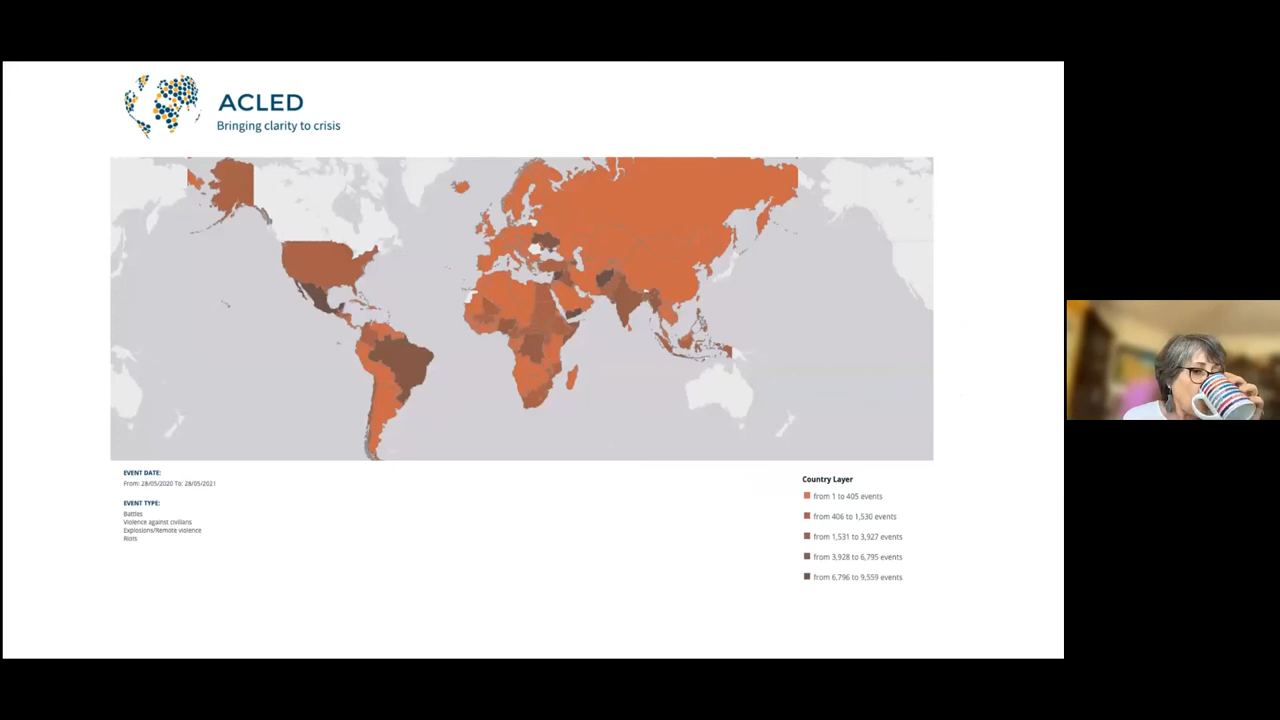 ACLED
Bringing clarity to crisis
EVENT DATE:
From: 28/05/2020 To: 28/05/2021
EVENT TYPE:
Battles
Violence against civilians
Explosions/Remote violence
Riots
Country Layer
from 1 to 405 events
from 406 to 1,530 events
from 1,531 to 3,927 events
from 3,928 to 6,795 events
from 6,796 to 9,559 events